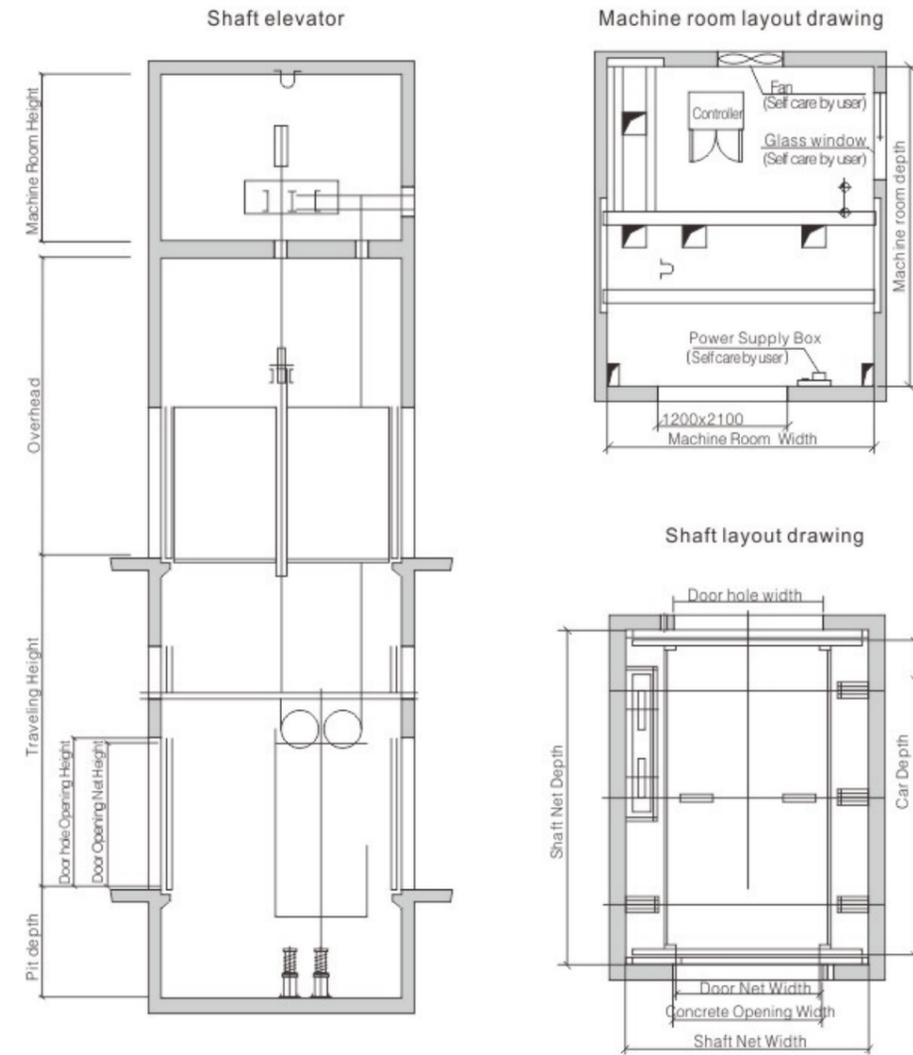 Shaft elevator
Machine Room Height
Overhead
Traveling Height
Door hole Opening Height
Door Opening Net Height
Pit depth
Machine room layout drawing
Fan
(Self care by user)
Controller
Glass window
(Self care by user)
Machine room depth
Power Supply Box
(Self care by user)
1200x2100
Machine Room Width
Shaft layout drawing
Door hole width
Shaft Net Depth
Car Depth
Door Net Width
Concrete Opening Width
Shaft Net Width